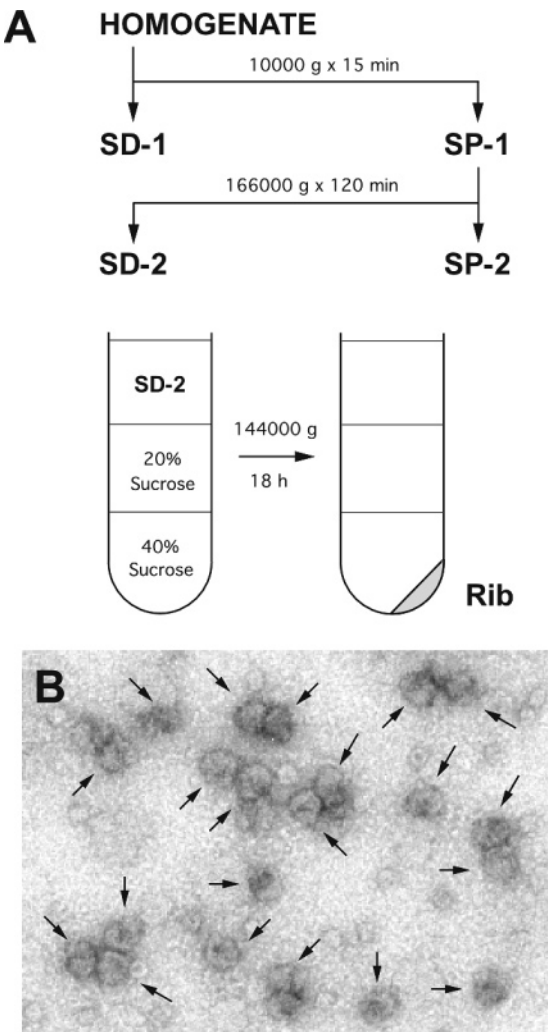 A
HOMOGENATE
10000 g x 15 min
SD-1
SP-1
166000 g x 120 min
SD-2
SP-2
SD-2
144000 g
20%
Sucrose
18 h
40%
Sucrose
Rib
B